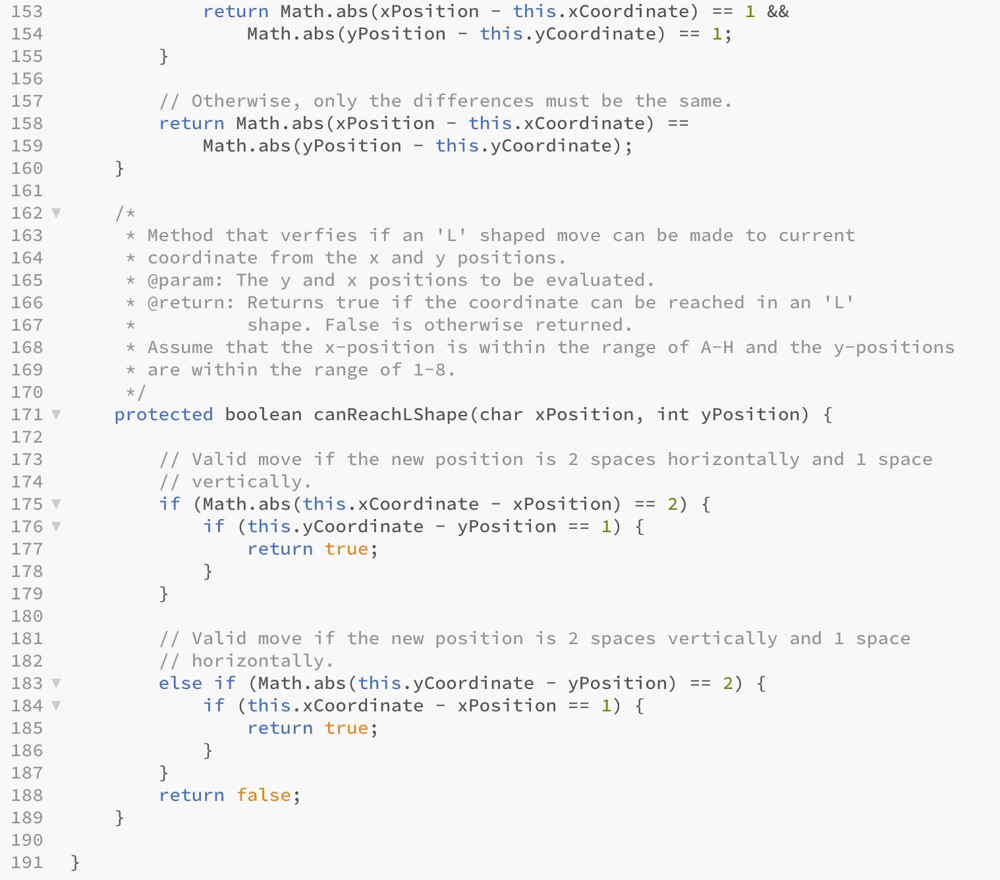 153 return Math.abs(xPosition - this.xCoordinate) == 1 &&
154 Math.abs(yPosition - this.yCoordinate) == 1;
155 }
156
157 // Otherwise, only the differences must be the same.
158 return Math.abs(xPosition - this.xCoordinate) ==
159 Math.abs(yPosition - this.yCoordinate);
160 }
161
162 /*
163 * Method that verfies if an 'L' shaped move can be made to current
164 * coordinate from the x and y positions.
165 * @param: The y and x positions to be evaluated.
166 * @return: Returns true if the coordinate can be reached in an 'L'
167 * shape. False is otherwise returned.
168 * Assume that the x-position is within the range of A-H and the y-positions
169 * are within the range of 1-8.
170 */
171 protected boolean canReachLShape(char xPosition, int yPosition) {
172
173 // Valid move if the new position is 2 spaces horizontally and 1 space
174 // vertically.
175 if (Math.abs(this.xCoordinate - xPosition) == 2) {
176 if (this.yCoordinate - yPosition == 1) {
177 return true;
178 }
179 }
180
181 // Valid move if the new position is 2 spaces vertically and 1 space
182 // horizontally.
183 else if (Math.abs(this.yCoordinate - yPosition) == 2) {
184 if (this.xCoordinate - xPosition == 1) {
185 return true;
186 }
187 }
188 return false;
189 }
190
191 }